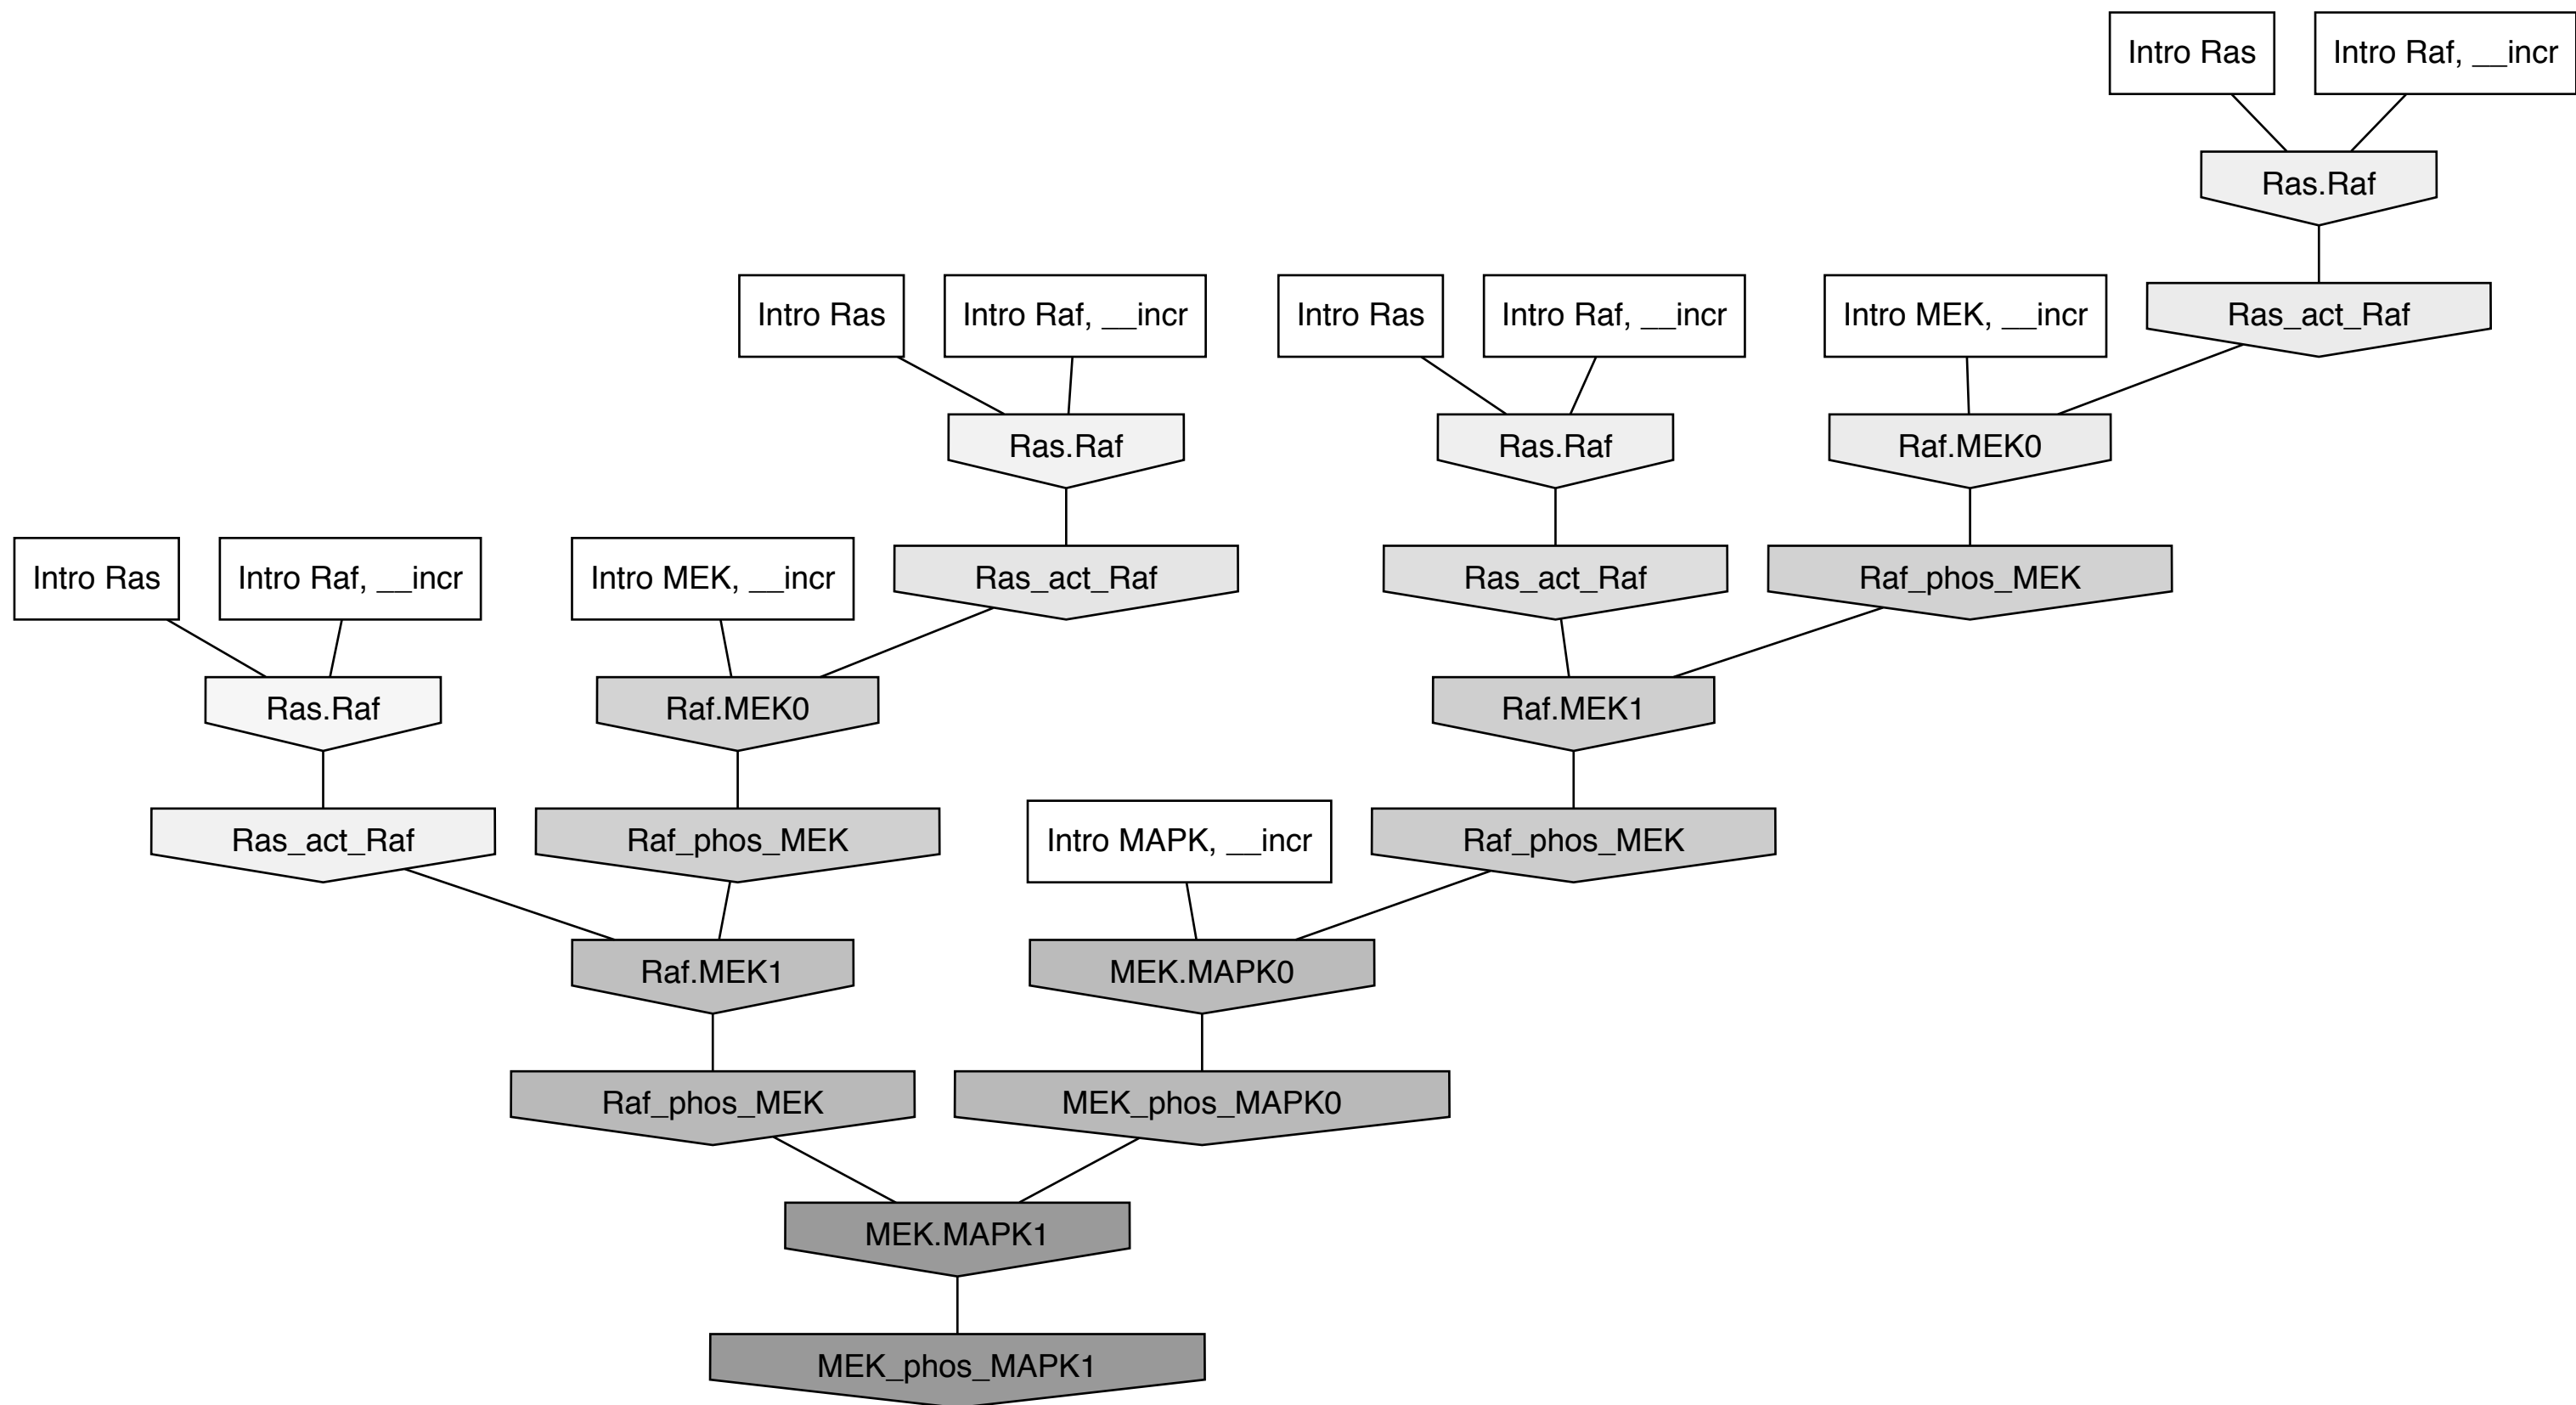 Intro Ras
Intro Raf, __incr
Ras.Raf
Intro Ras
Intro Raf, __incr
Intro Ras
Intro Raf, __incr
Intro MEK, __incr
Ras_act_Raf
Ras.Raf
Ras.Raf
Raf.MEK0
Intro Ras
Intro Raf, __incr
Intro MEK, __incr
Ras_act_Raf
Ras_act_Raf
Raf_phos_MEK
Ras.Raf
Raf.MEK0
Raf.MEK1
Ras_act_Raf
Raf_phos_MEK
Intro MAPK, __incr
Raf_phos_MEK
Raf.MEK1
MEK.MAPK0
Raf_phos_MEK
MEK_phos_MAPK0
MEK.MAPK1
MEK_phos_MAPK1